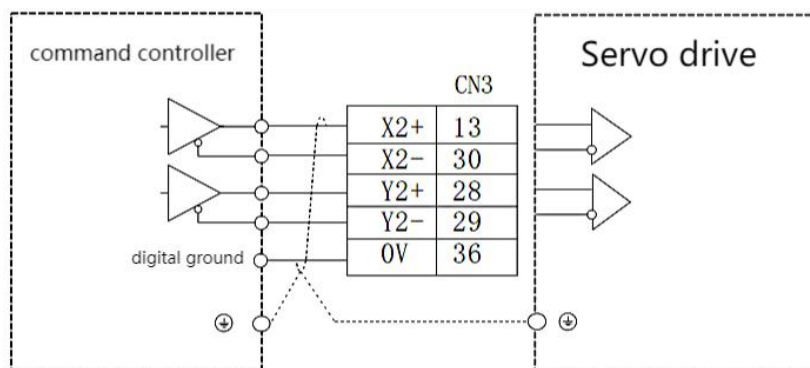 command controller
Servo drive
CN3
X2+ 13
X2- 30
Y2+ 28
Y2- 29
0V 36
digital ground